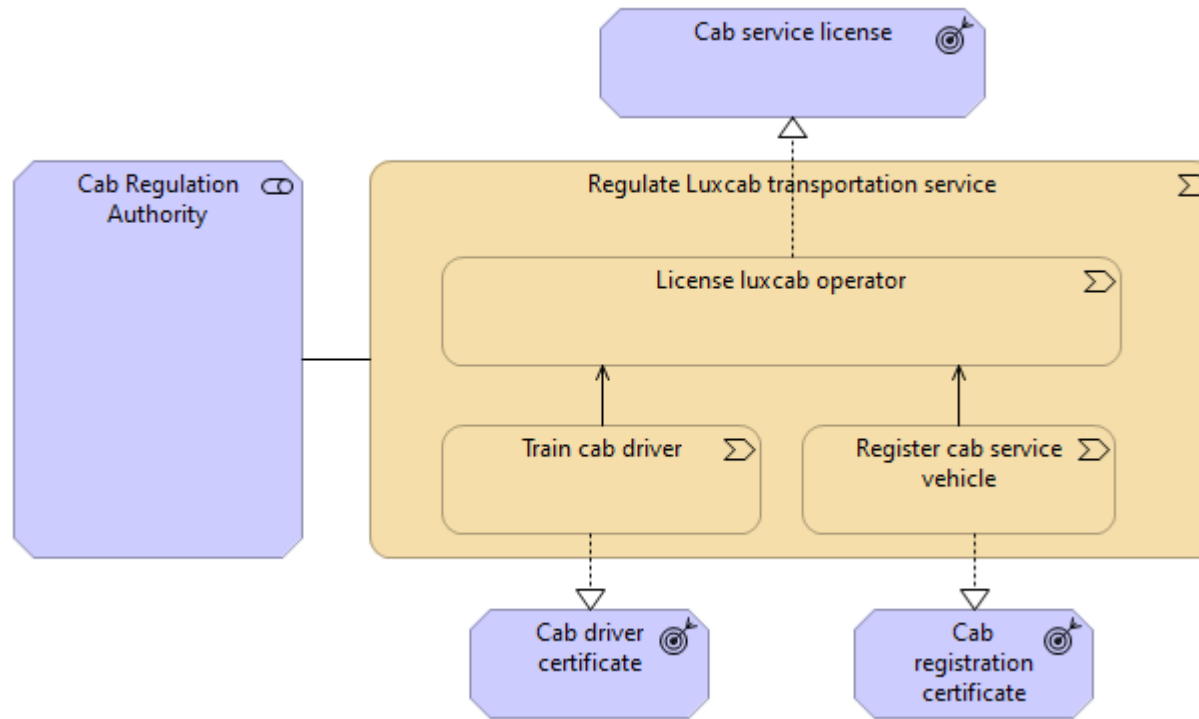 Cab service license
Cab Regulation
Authority
Regulate Luxcab transportation service
License luxcab operator
Train cab driver
Register cab service
vehicle
Cab driver
certificate
Cab
registration
certificate